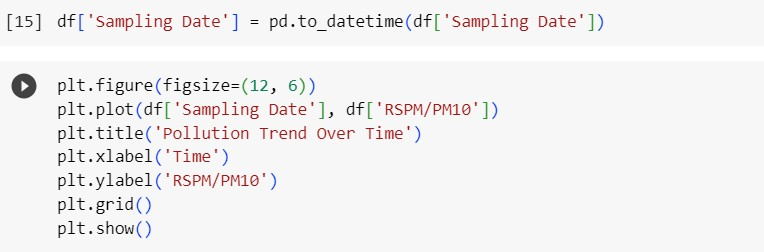 [15] df['Sampling Date'] = pd.to_datetime(df['Sampling Date'])
plt.figure(figsize=(12, 6))
plt.plot(df['Sampling Date'], df['RSPM/PM10'])
plt.title('Pollution Trend Over Time')
plt.xlabel('Time')
plt.ylabel('RSPM/PM10')
plt.grid()
plt.show()